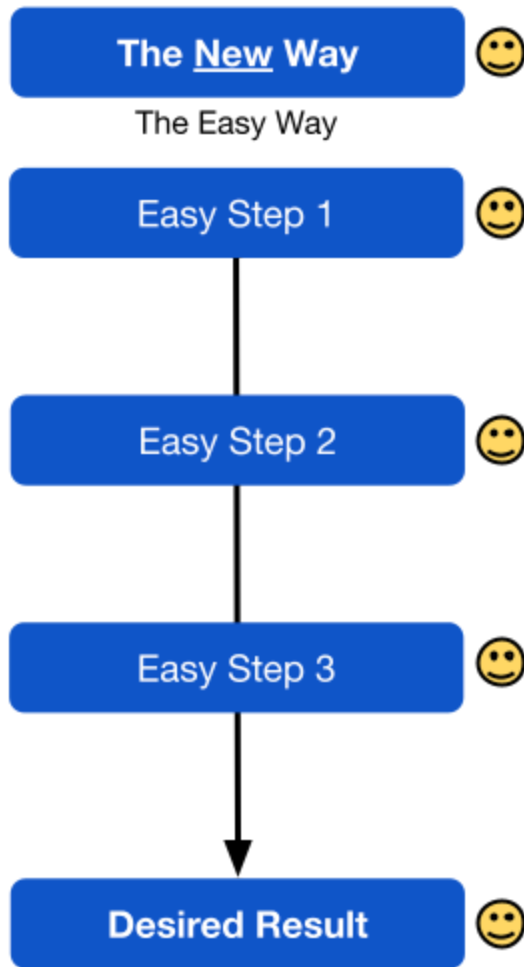 The New Way
The Easy Way
Easy Step 1
Easy Step 2
Easy Step 3
Desired Result